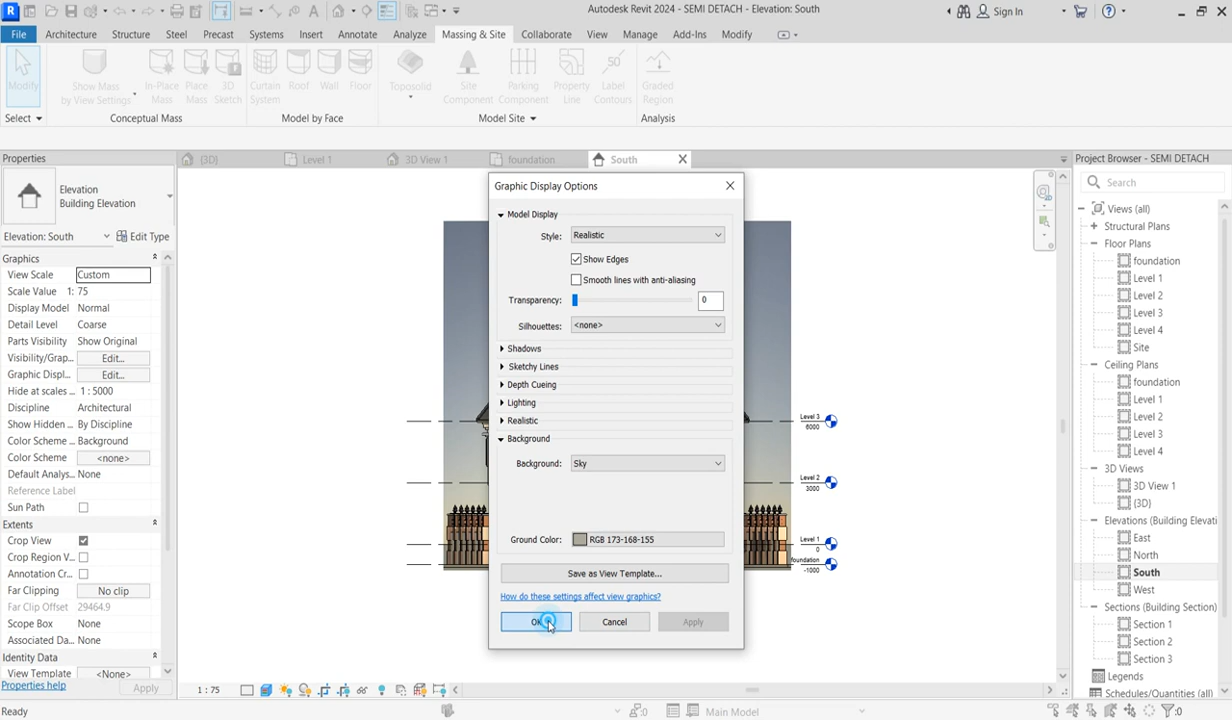 Autodesk Revit 2024 - SEMI DETACH - Elevation: South
Sign In
File Architecture Structure Steel Precast Systems Insert Annotate Analyze Massing & Site Collaborate View Manage Add-Ins Modify
Modify
Show Mass by View Settings
In-Place Mass
Place Mass
3D Sketch
Curtain System
Roof
Wall
Floor
Toposolid
Site Component
Parking Component
Property Line
50
Label Contours
Graded Region
Select
Conceptual Mass
Model by Face
Model Site
Analysis
Properties
Elevation
Building Elevation
Elevation: South
Edit Type
Graphics
View Scale Custom
Scale Value 1: 75
Display Model Normal
Detail Level Coarse
Parts Visibility Show Original
Visibility/Grap... Edit...
Graphic Displ... Edit...
Hide at scales ... 1 : 5000
Discipline Architectural
Show Hidden ... By Discipline
Color Scheme ... Background
Color Scheme <none>
Default Analys... None
Reference Label
Sun Path
Extents
Crop View
Crop Region V...
Annotation Cr...
Far Clipping No clip
Far Clip Offset 29464.9
Scope Box None
Associated Da... None
Identity Data
View Template <None>
Properties help
Apply
{3D}
Level 1
3D View 1
foundation
South
Graphic Display Options
Model Display
Style: Realistic
Show Edges
Smooth lines with anti-aliasing
Transparency: 0
Silhouettes: <none>
Shadows
Sketchy Lines
Depth Cueing
Lighting
Realistic
Background
Background: Sky
Ground Color: RGB 173-168-155
Save as View Template...
How do these settings affect view graphics?
OK Cancel Apply
Level 3
6000
Level 2
3000
Level 1
0
foundation
-1000
Project Browser - SEMI DETACH
Search
Views (all)
Structural Plans
Floor Plans
foundation
Level 1
Level 2
Level 3
Level 4
Site
Ceiling Plans
foundation
Level 1
Level 2
Level 3
Level 4
3D Views
3D View 1
{3D}
Elevations (Building Elevati
East
North
South
West
Sections (Building Section)
Section 1
Section 2
Section 3
Legends
Schedules/Quantities (all)
1 : 75
Ready
:0
Main Model
:0